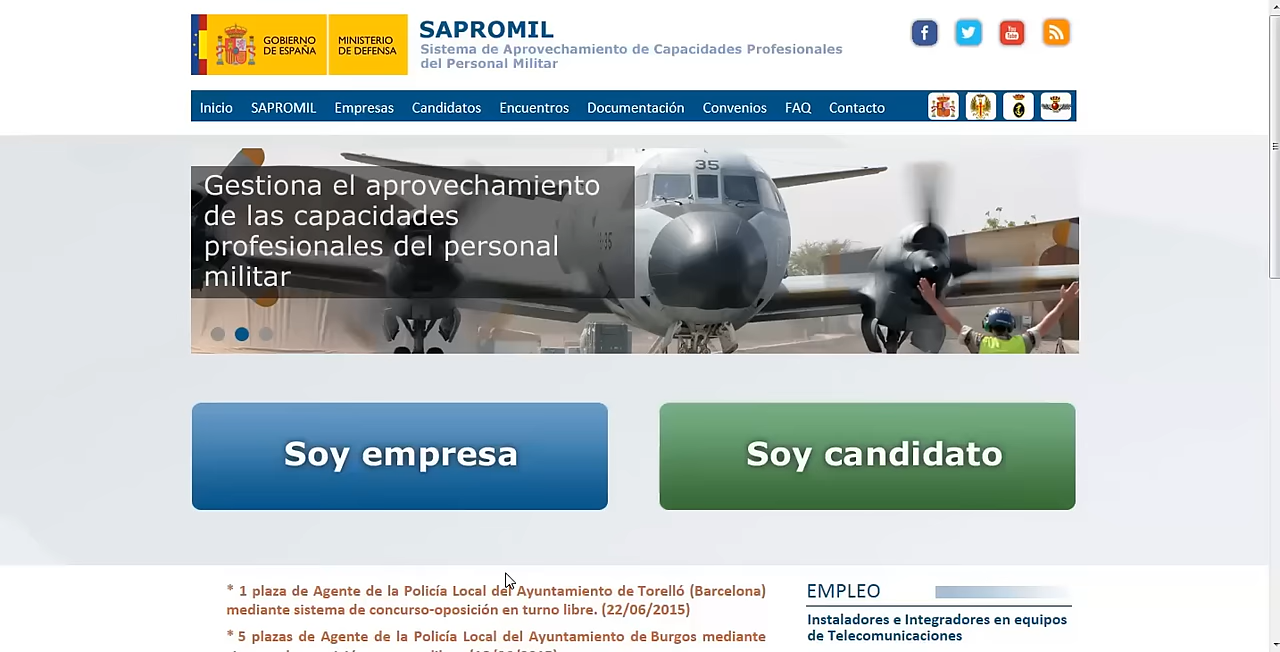 GOBIERNO
DE ESPAÑA
MINISTERIO
DE DEFENSA
SAPROMIL
Sistema de Aprovechamiento de Capacidades Profesionales
del Personal Militar
Inicio SAPROMIL Empresas Candidatos Encuentros Documentación Convenios FAQ Contacto
35
Gestiona el aprovechamiento
de las capacidades
profesionales del personal
militar
Soy empresa
Soy candidato
* 1 plaza de Agente de la Policía Local del Ayuntamiento de Torelló (Barcelona)
mediante sistema de concurso-oposición en turno libre. (22/06/2015)
* 5 plazas de Agente de la Policía Local del Ayuntamiento de Burgos mediante
EMPLEO
Instaladores e Integradores en equipos
de Telecomunicaciones